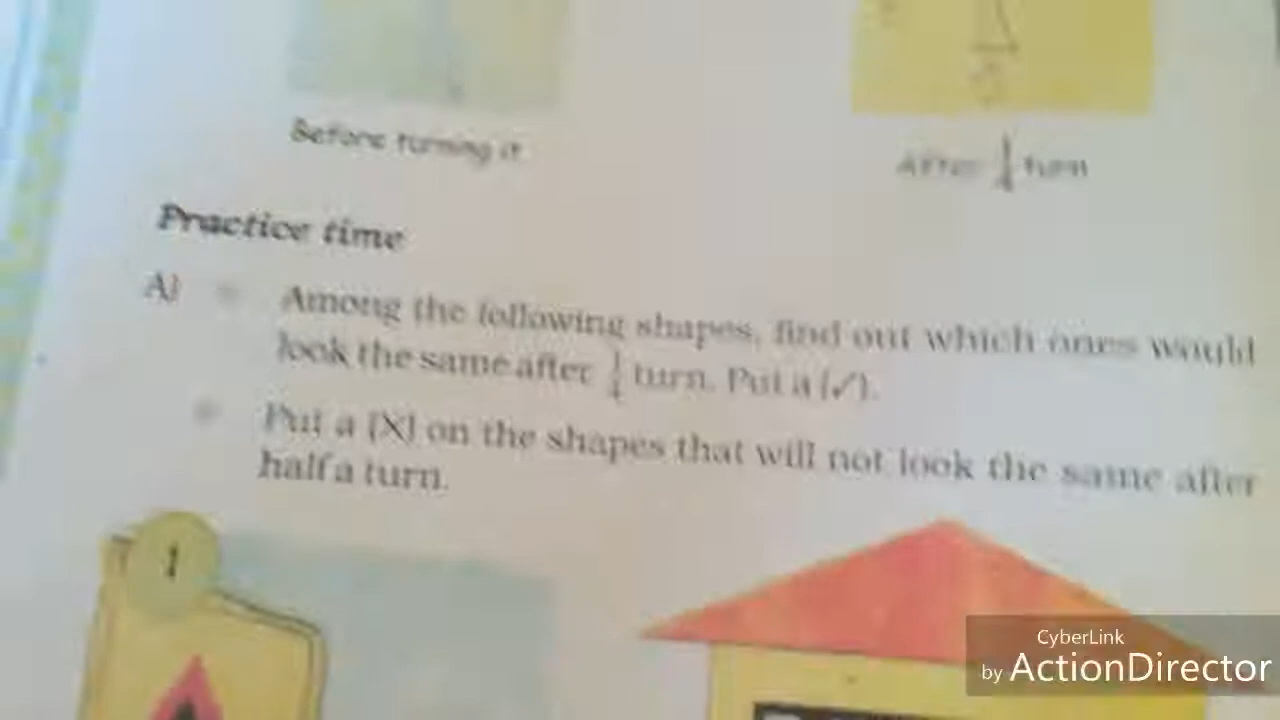 Before turning it
After 1/4 turn
Practice time
A) Among the following shapes, find out which ones would
look the same after 1/4 turn. Put a (✓).
Put a (X) on the shapes that will not look the same after
half a turn.
1
CyberLink
by ActionDirector